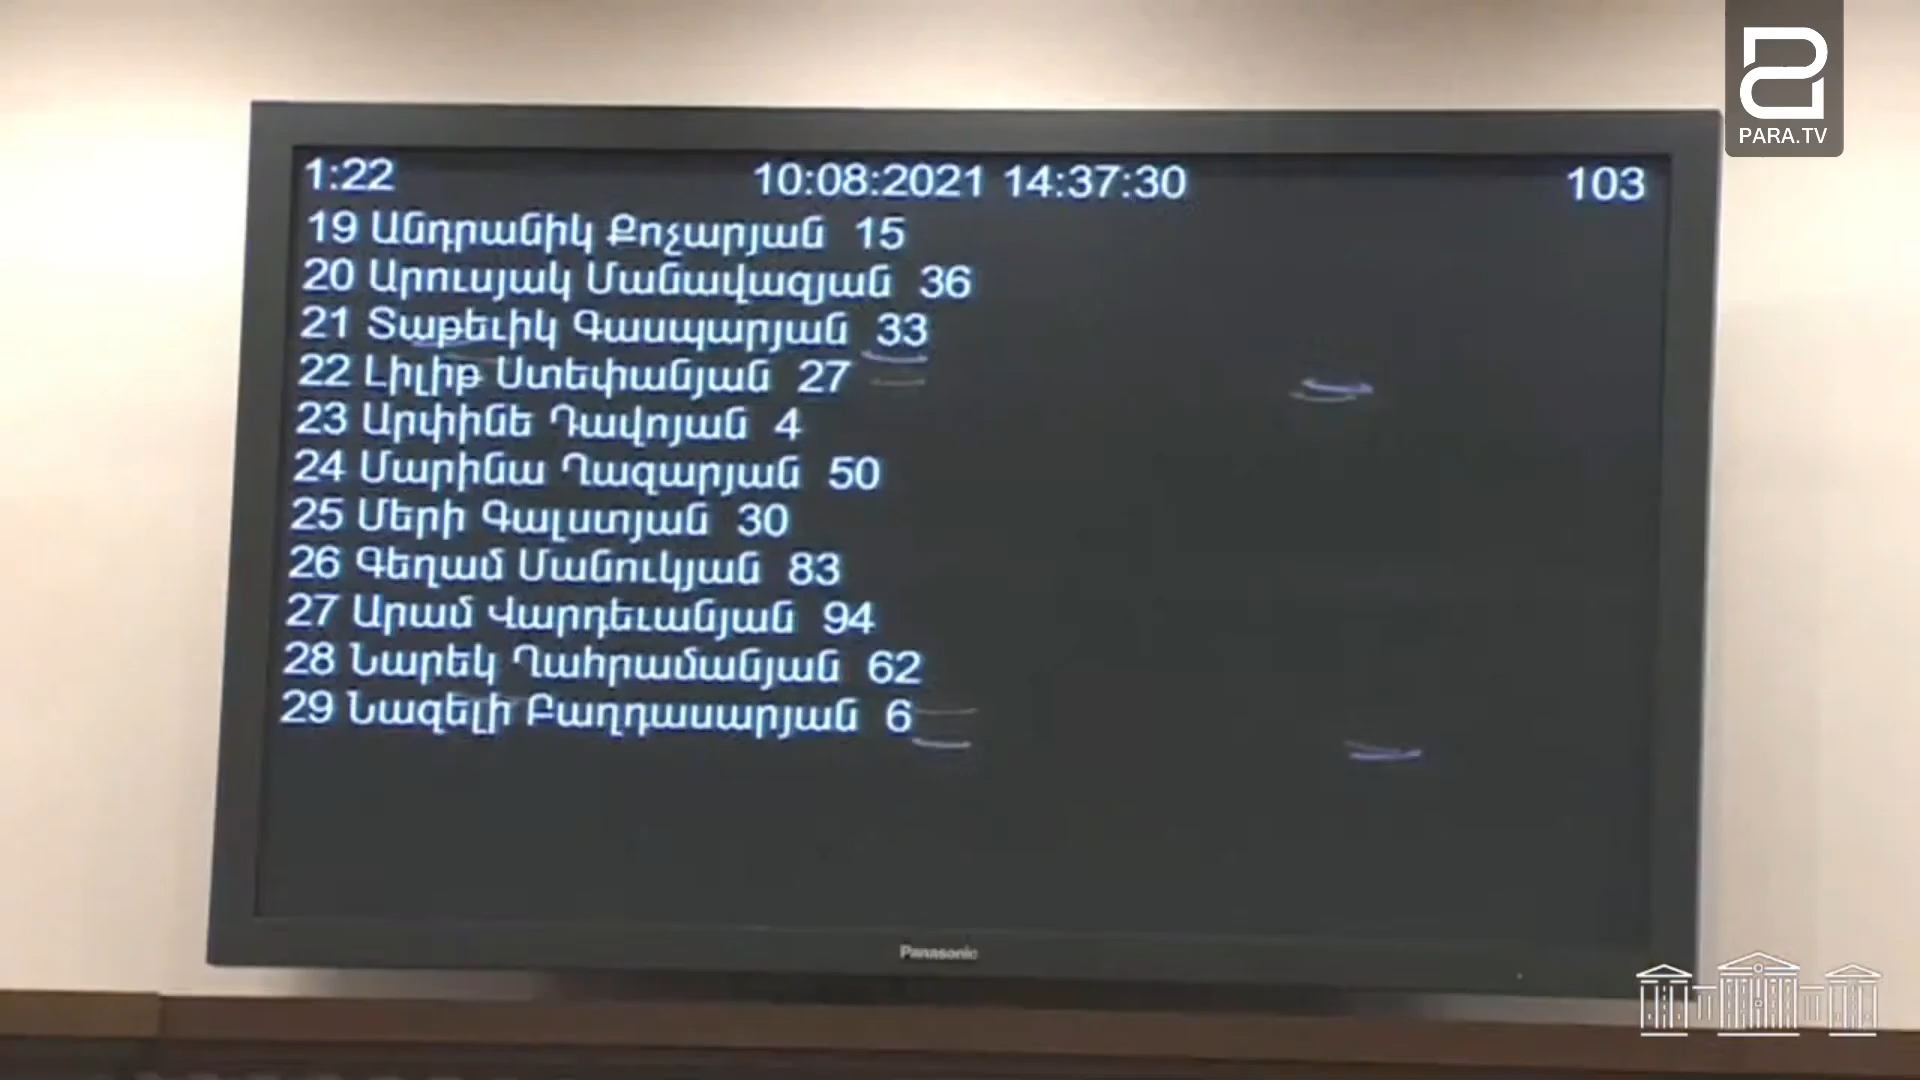 PARA.TV
1:22 10:08:2021 14:37:30 103
19 Անդրանիկ Քոչարյան 15
20 Արուսյակ Մանավազյան 36
21 Տաթեւիկ Գասպարյան 33
22 Լիլիթ Ստեփանյան 27
23 Արփինե Դավոյան 4
24 Մարինա Ղազարյան 50
25 Մերի Գալստյան 30
26 Գեղամ Մանուկյան 83
27 Արամ Վարդեւանյան 94
28 Նարեկ Ղահրամանյան 62
29 Նազելի Բաղդասարյան 6
Panasonic